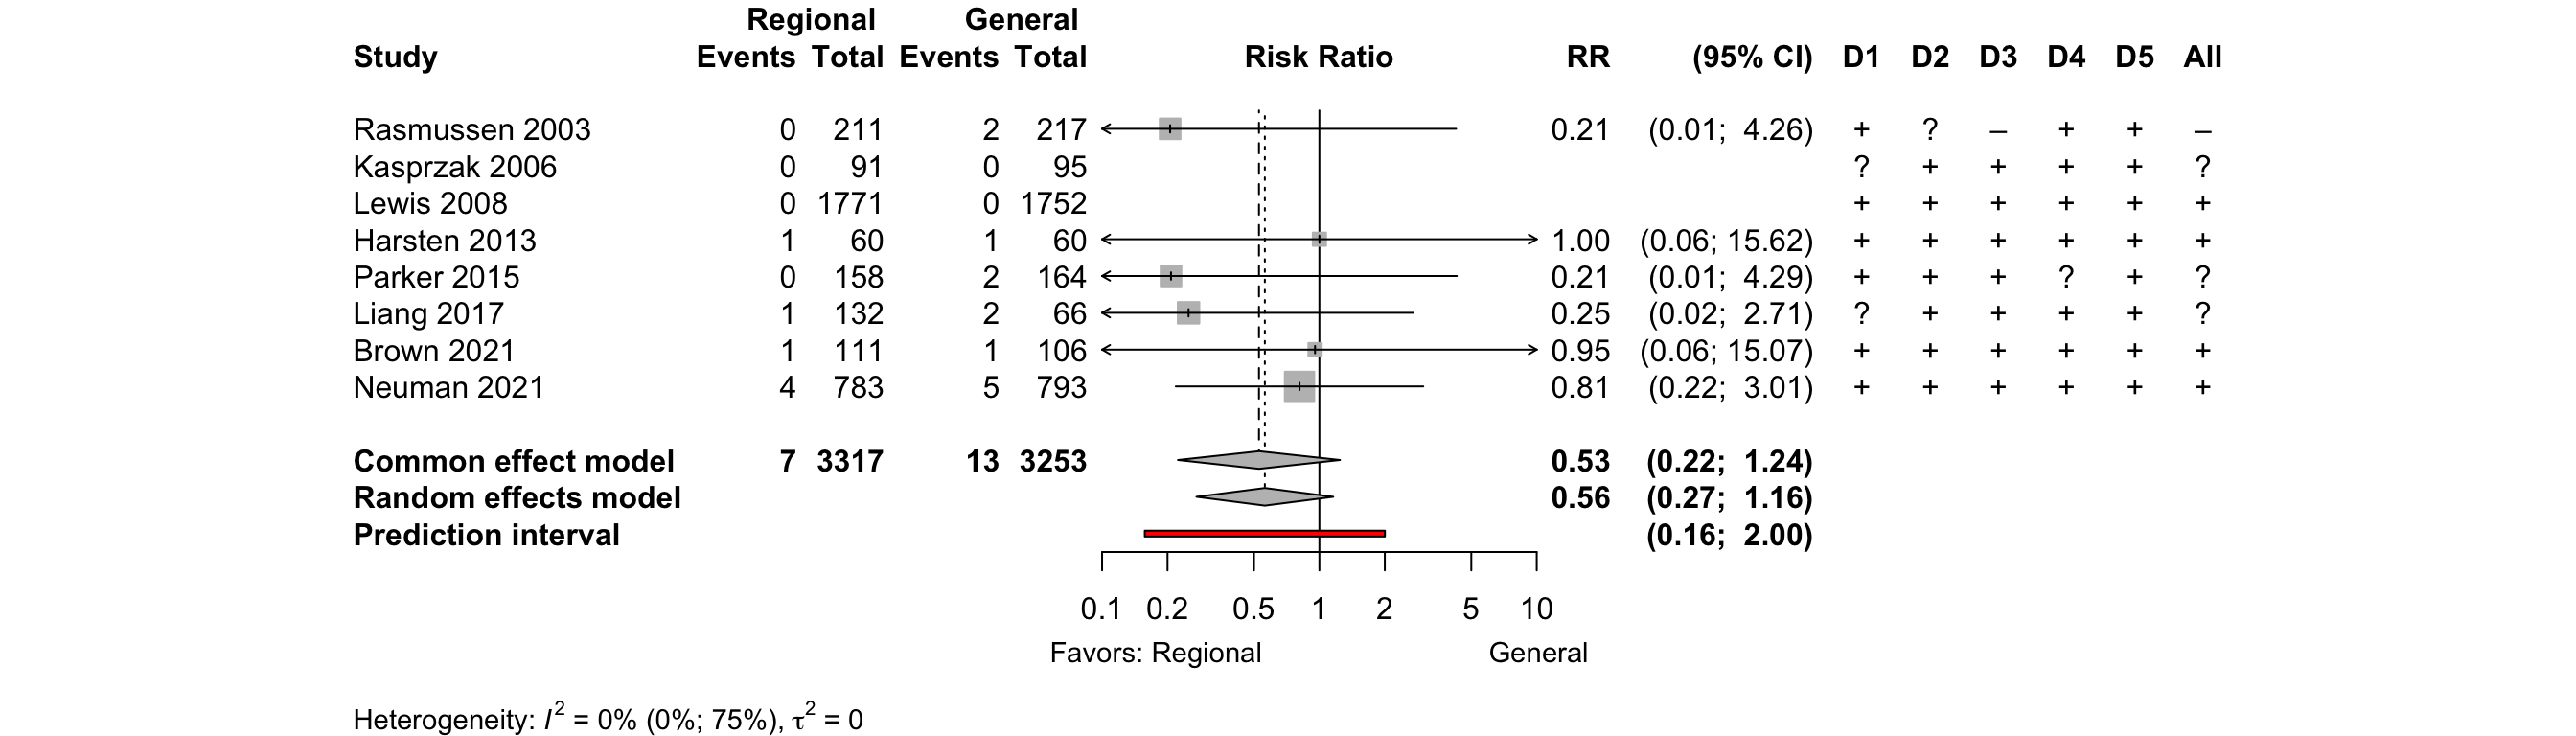 Regional General
Study Events Total Events Total Risk Ratio RR (95% CI) D1 D2 D3 D4 D5 All
Rasmussen 2003 0 211 2 217 0.21 (0.01; 4.26) + ? – + + –
Kasprzak 2006 0 91 0 95 ? + + + + ?
Lewis 2008 0 1771 0 1752 + + + + + +
Harsten 2013 1 60 1 60 1.00 (0.06; 15.62) + + + + + +
Parker 2015 0 158 2 164 0.21 (0.01; 4.29) + + + ? + ?
Liang 2017 1 132 2 66 0.25 (0.02; 2.71) ? + + + + ?
Brown 2021 1 111 1 106 0.95 (0.06; 15.07) + + + + + +
Neuman 2021 4 783 5 793 0.81 (0.22; 3.01) + + + + + +
Common effect model 7 3317 13 3253 0.53 (0.22; 1.24)
Random effects model 0.56 (0.27; 1.16)
Prediction interval (0.16; 2.00)
0.1 0.2 0.5 1 2 5 10
Favors: Regional General
Heterogeneity: I² = 0% (0%; 75%), τ² = 0